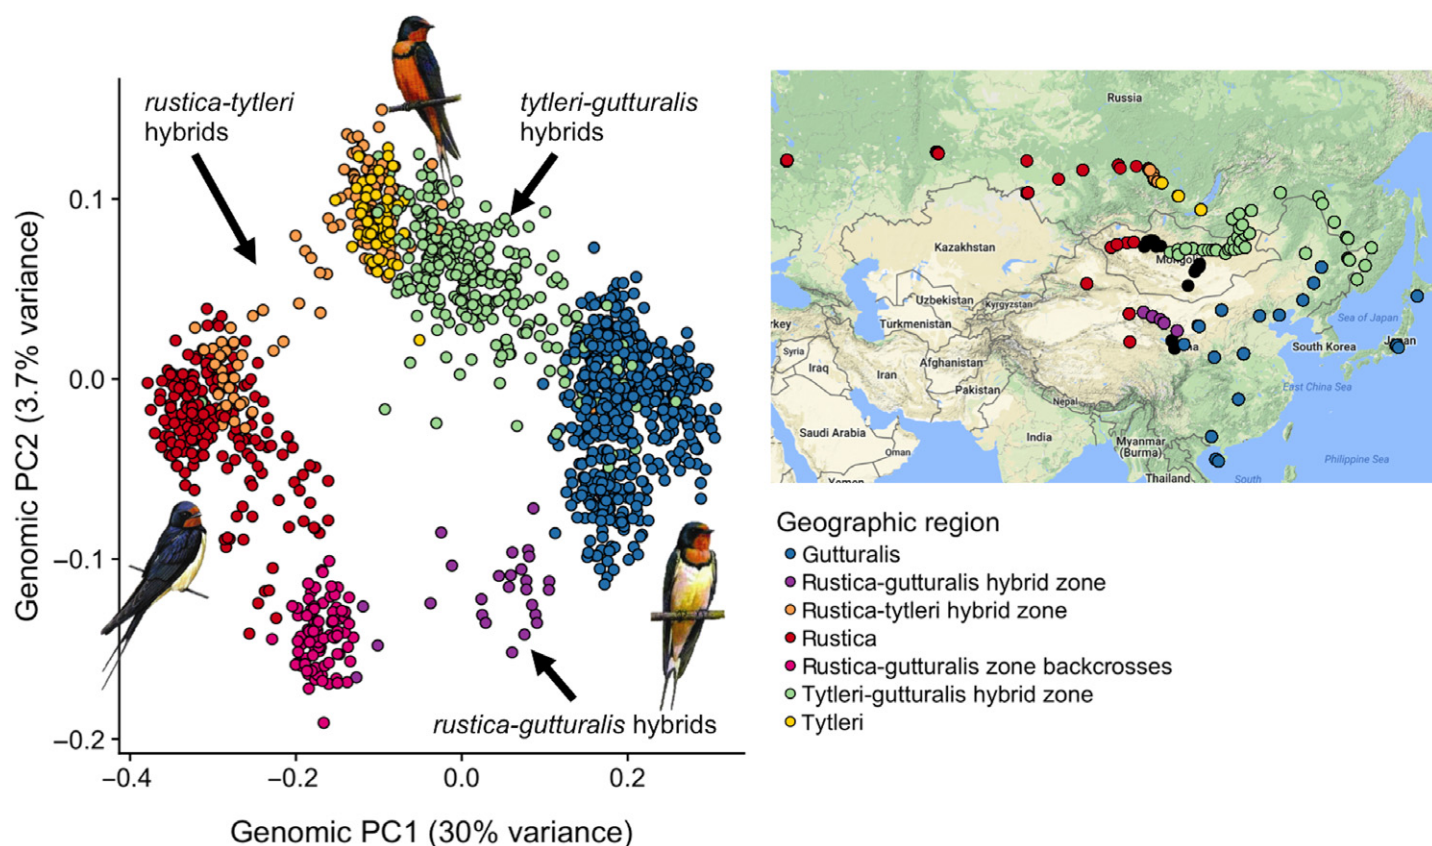 rustica-tytleri
hybrids
tytleri-gutturalis
hybrids
rustica-gutturalis hybrids
Genomic PC2 (3.7% variance)
0.1
0.0
−0.1
−0.2
−0.4
−0.2
0.0
0.2
Genomic PC1 (30% variance)
Russia
Kazakhstan
Uzbekistan
Kyrgyzstan
Turkmenistan
rkey
Syria
Iraq
Iran
Afghanistan
Pakistan
Nepal
Saudi Arabia
Oman
Yemen
India
Myanmar
(Burma)
Thailand
South
Philippine Sea
East China Sea
South Korea
Sea of Japan
Geographic region
Gutturalis
Rustica-gutturalis hybrid zone
Rustica-tytleri hybrid zone
Rustica
Rustica-gutturalis zone backcrosses
Tytleri-gutturalis hybrid zone
Tytleri